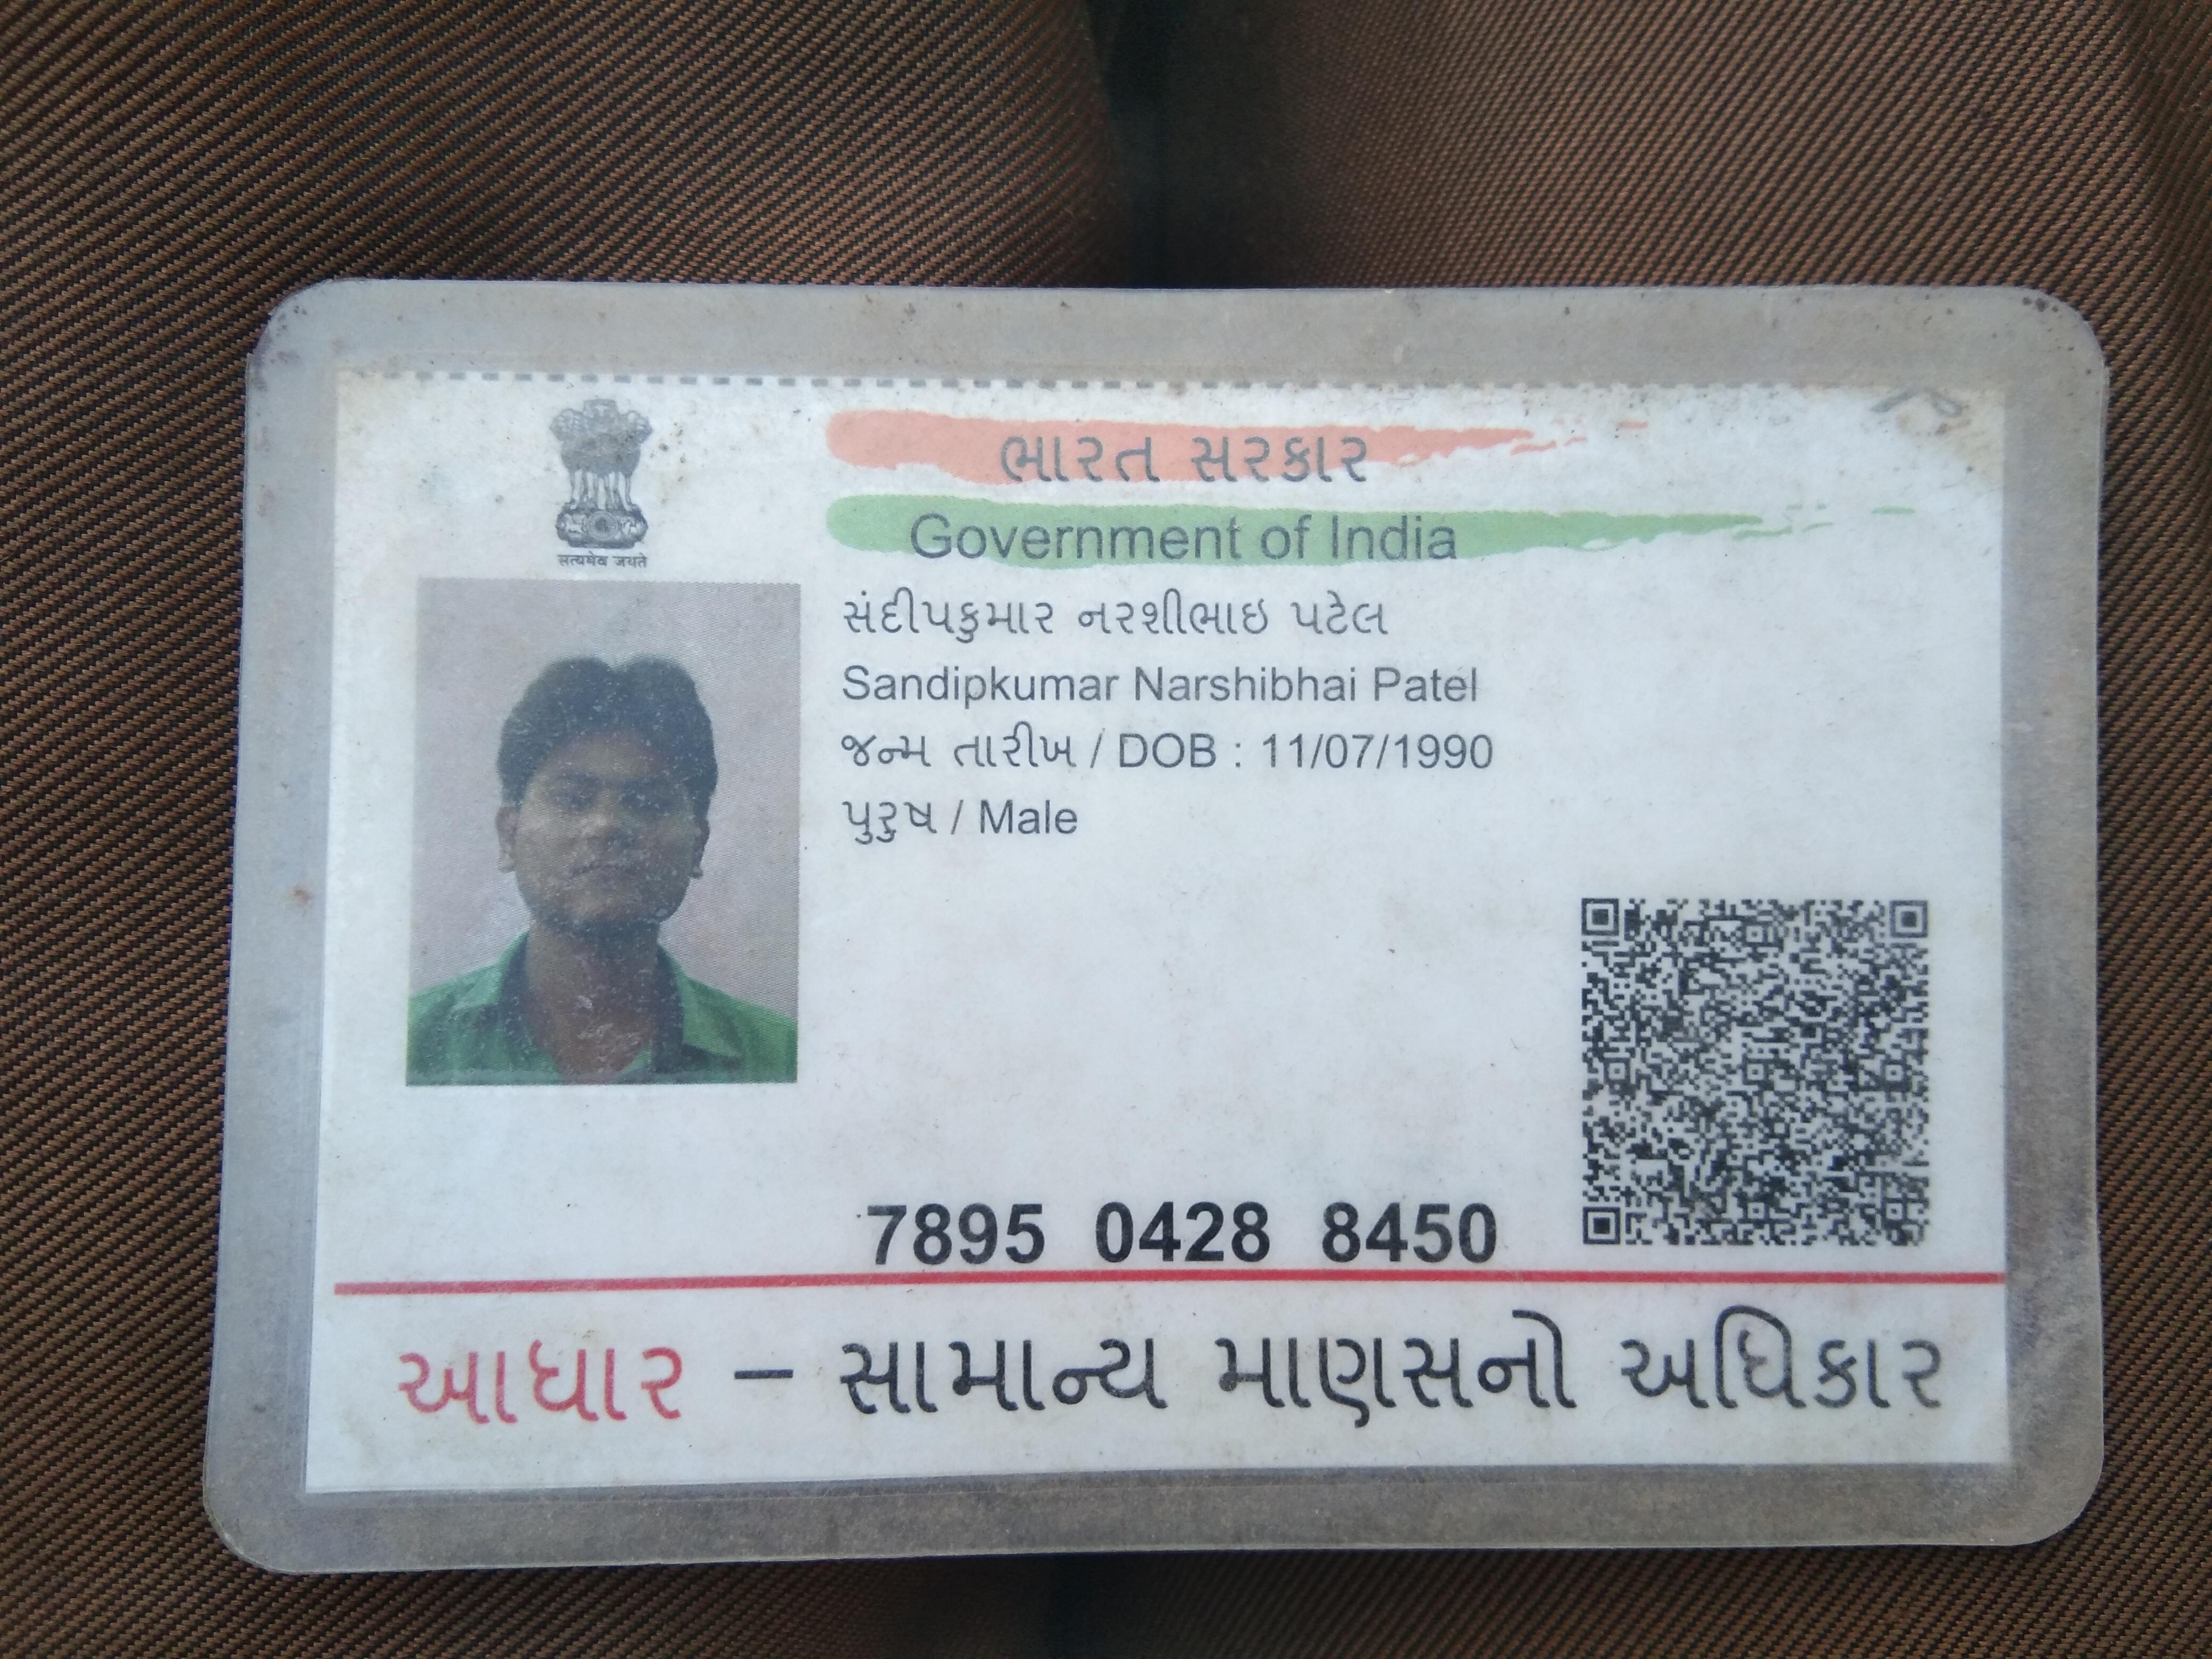 सत्यमेव जयते
ભારત સરકાર
Government of India
સંદીપકુમાર નરશીભાઇ પટેલ
Sandipkumar Narshibhai Patel
જન્મ તારીખ / DOB : 11/07/1990
પુરુષ / Male
7895 0428 8450
આધાર – સામાન્ય માણસનો અધિકાર